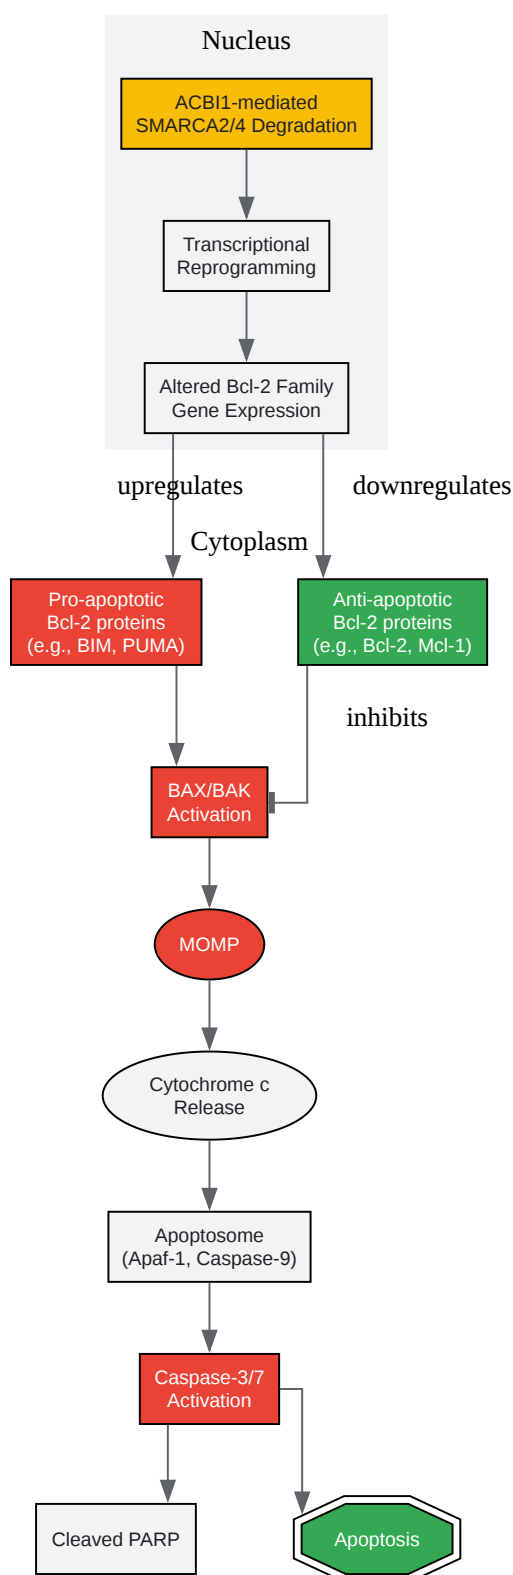 Nucleus
ACBI1-mediated
SMARCA2/4 Degradation
Transcriptional
Reprogramming
Altered Bcl-2 Family
Gene Expression
upregulates
downregulates
Cytoplasm
Pro-apoptotic
Bcl-2 proteins
(e.g., BIM, PUMA)
Anti-apoptotic
Bcl-2 proteins
(e.g., Bcl-2, Mcl-1)
inhibits
BAX/BAK
Activation
MOMP
Cytochrome c
Release
Apoptosome
(Apaf-1, Caspase-9)
Caspase-3/7
Activation
Cleaved PARP
Apoptosis